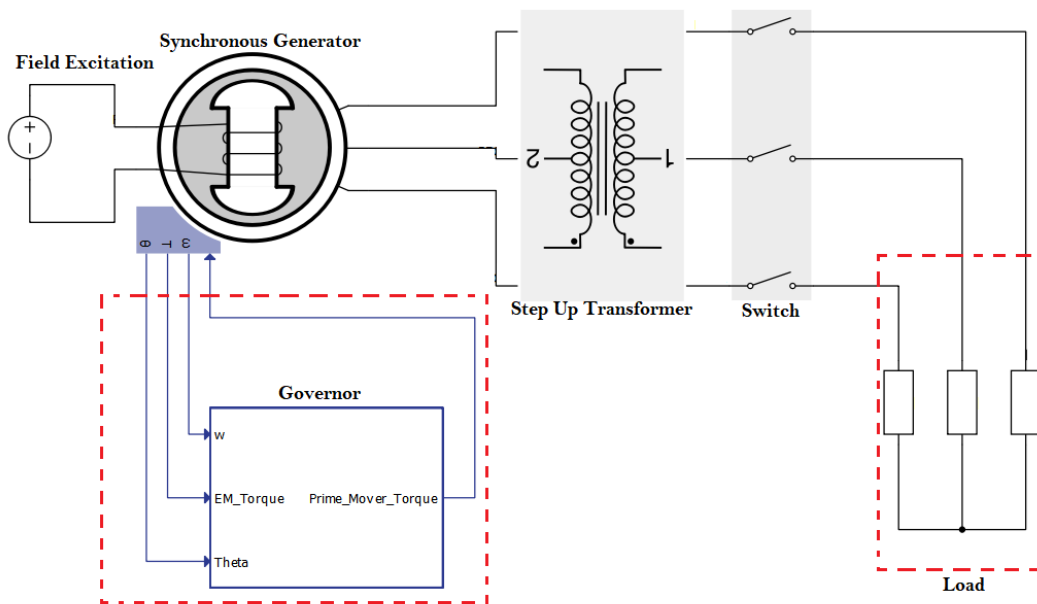 Synchronous Generator
Field Excitation
+
-
2
1
θ T ω
Step Up Transformer
Switch
Governor
w
EM_Torque Prime_Mover_Torque
Theta
Load